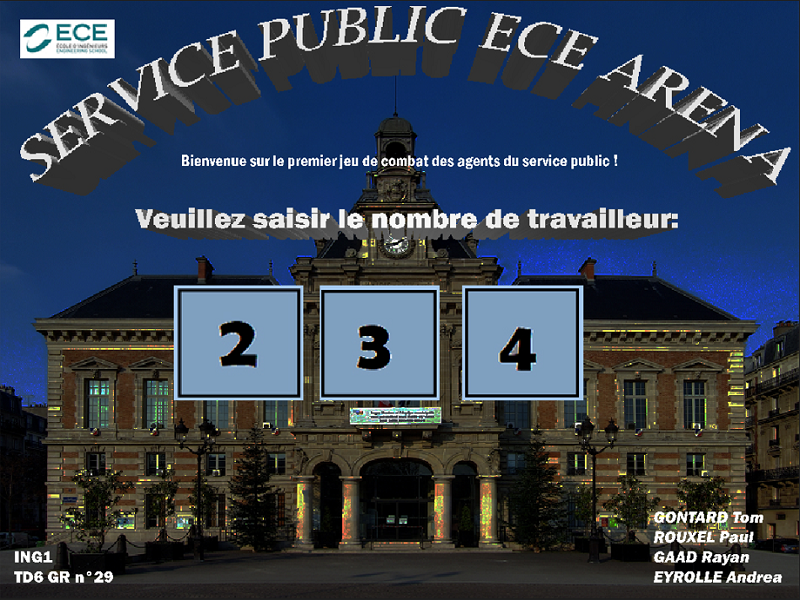 ECE
ÉCOLE D'INGÉNIEURS
ENGINEERING SCHOOL
SERVICE PUBLIC ECE ARENA
Bienvenue sur le premier jeu de combat des agents du service public !
Veuillez saisir le nombre de travailleur:
2
3
4
GONTARD Tom
ROUXEL Paul
GAAD Rayan
EYROLLE Andrea
ING1
TD6 GR n°29